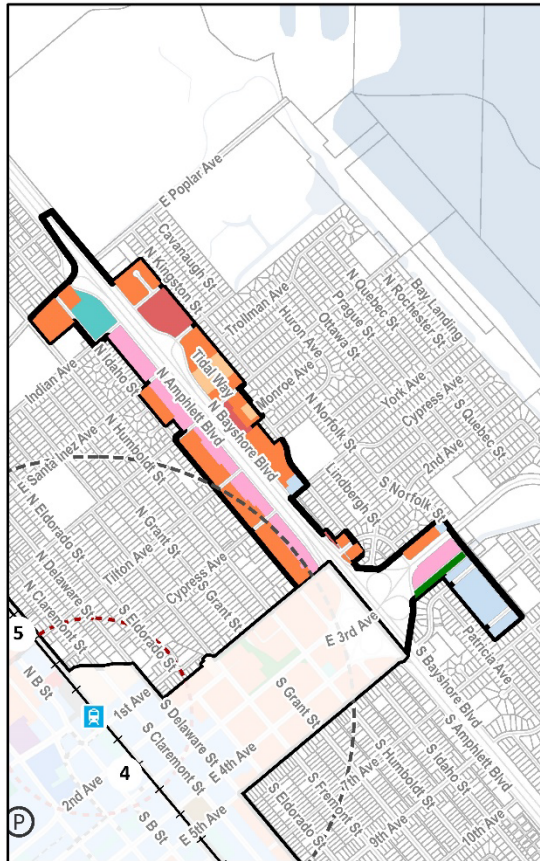 E Poplar Ave
Cavanaugh St
N Kingston St
Trollman Ave
Huron Ave
N Quebec St
Prague St
Ottawa St
N Rochester St
Bay Landing
Tidal Way
Monroe Ave
Indian Ave
N Idaho St
N Amphlett Blvd
N Bayshore Blvd
N Norfolk St
York Ave
Cypress Ave
S Quebec St
2nd Ave
E Santa Inez Ave
N Humboldt St
Lindbergh St
S Norfolk St
N Eldorado St
N Grant St
Tilton Ave
Cypress Ave
N Delaware St
N Claremont St
S Eldorado St
S Grant St
E 3rd Ave
Patricia Ave
5
N B St
1st Ave
S Delaware St
S Claremont St
S Grant St
S Bayshore Blvd
S Amphlett Blvd
4
E 4th Ave
2nd Ave
S B St
E 5th Ave
S Eldorado St
S Fremont St
7th Ave
S Humboldt St
S Idaho St
9th Ave
10th Ave
P